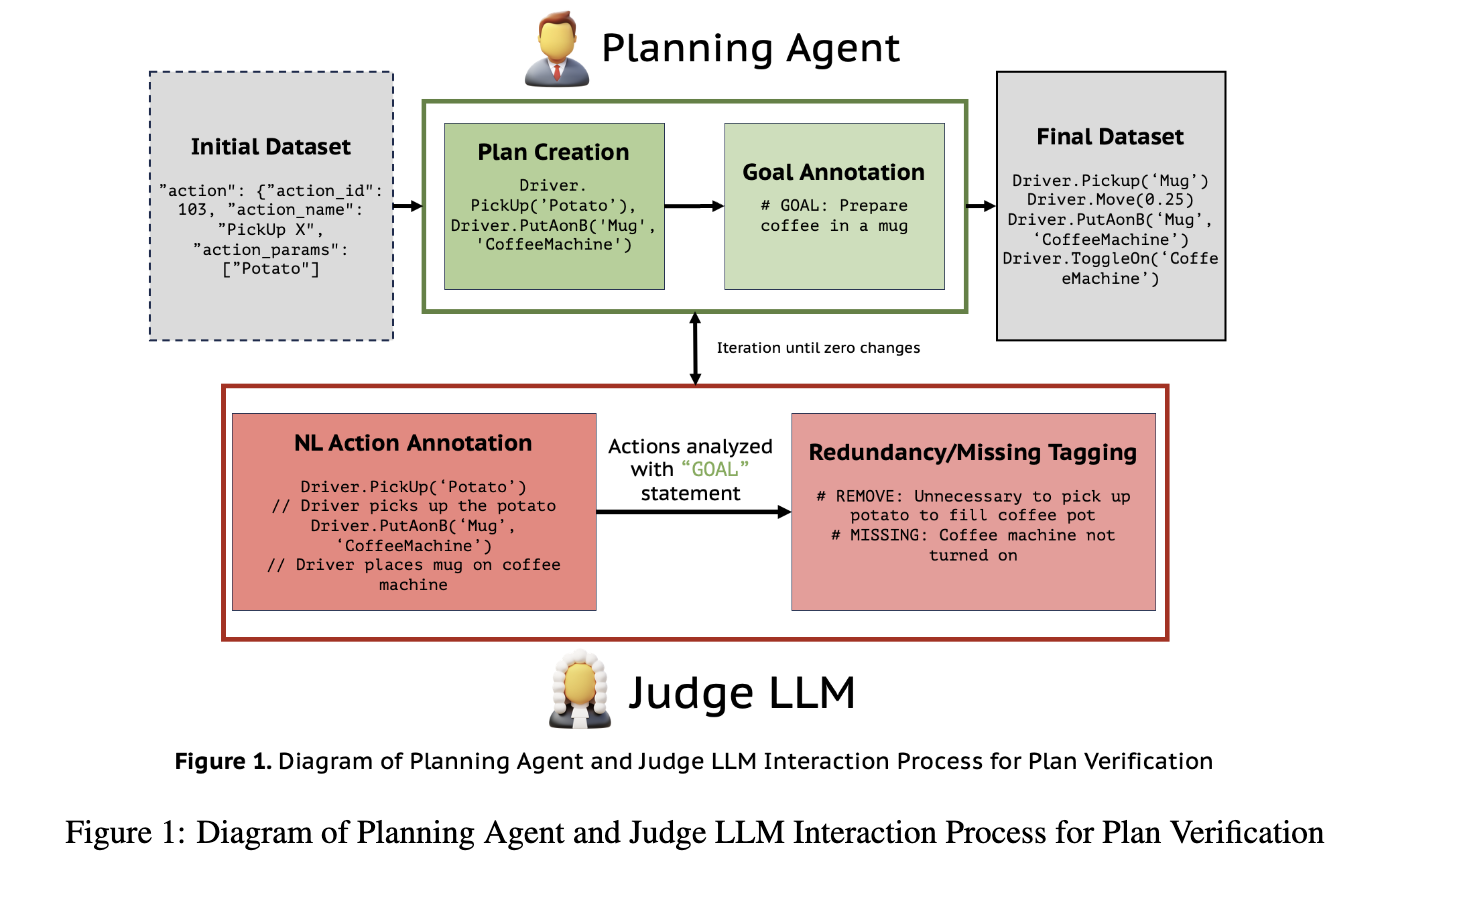 Planning Agent
Initial Dataset
”action": {”action_id":
103, ”action_name":
”PickUp X",
”action_params":
[”Potato"]
Plan Creation
Driver.
PickUp(’Potato’),
Driver.PutAonB('Mug',
'CoffeeMachine')
Goal Annotation
# GOAL: Prepare
coffee in a mug
Final Dataset
Driver.Pickup(‘Mug’)
Driver.Move(0.25)
Driver.PutAonB(‘Mug’,
‘CoffeeMachine’)
Driver.ToggleOn(‘Coffe
eMachine’)
Iteration until zero changes
NL Action Annotation
Driver.PickUp(‘Potato’)
// Driver picks up the potato
Driver.PutAonB(‘Mug’,
‘CoffeeMachine’)
// Driver places mug on coffee
machine
Actions analyzed
with “GOAL”
statement
Redundancy/Missing Tagging
# REMOVE: Unnecessary to pick up
potato to fill coffee pot
# MISSING: Coffee machine not
turned on
Judge LLM
Figure 1. Diagram of Planning Agent and Judge LLM Interaction Process for Plan Verification
Figure 1: Diagram of Planning Agent and Judge LLM Interaction Process for Plan Verification